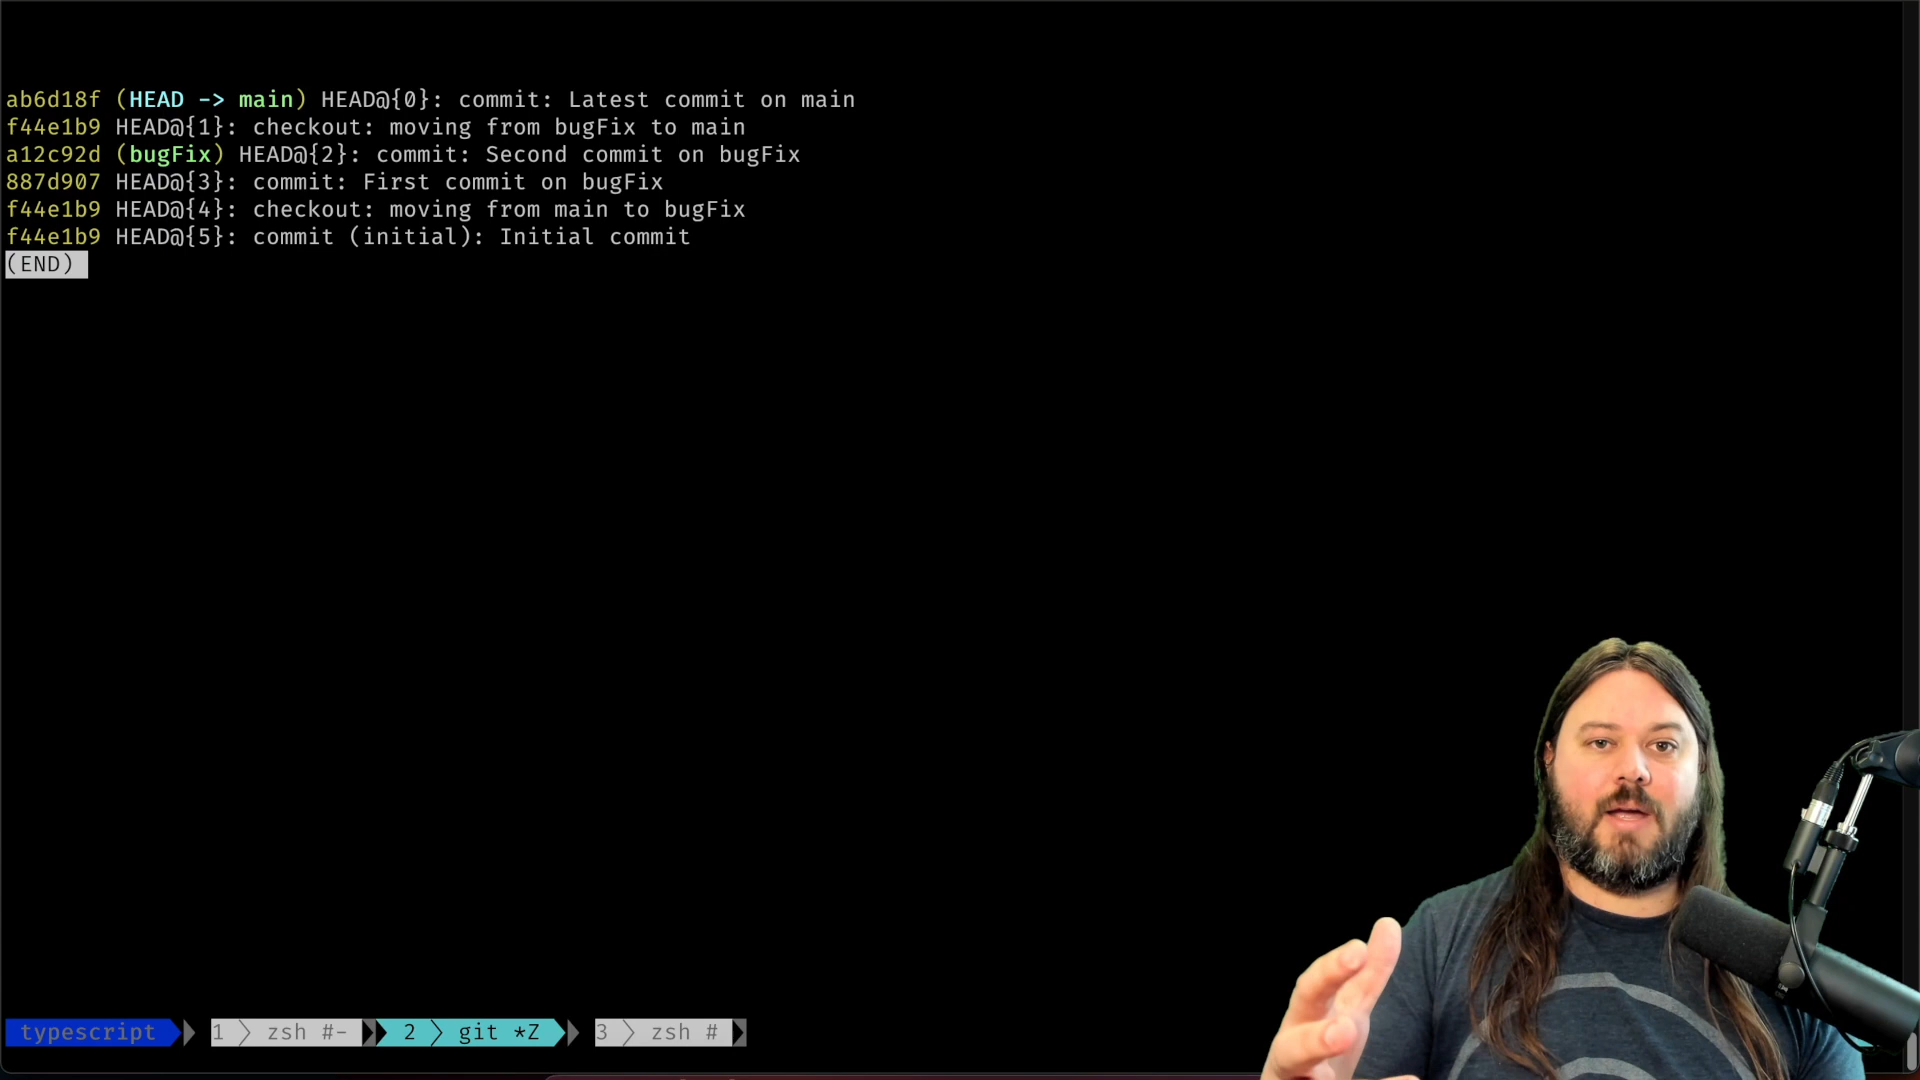 ab6d18f (HEAD -> main) HEAD@{0}: commit: Latest commit on main
f44e1b9 HEAD@{1}: checkout: moving from bugFix to main
a12c92d (bugFix) HEAD@{2}: commit: Second commit on bugFix
887d907 HEAD@{3}: commit: First commit on bugFix
f44e1b9 HEAD@{4}: checkout: moving from main to bugFix
f44e1b9 HEAD@{5}: commit (initial): Initial commit
(END)
typescript 1 zsh #- 2 git *Z 3 zsh #